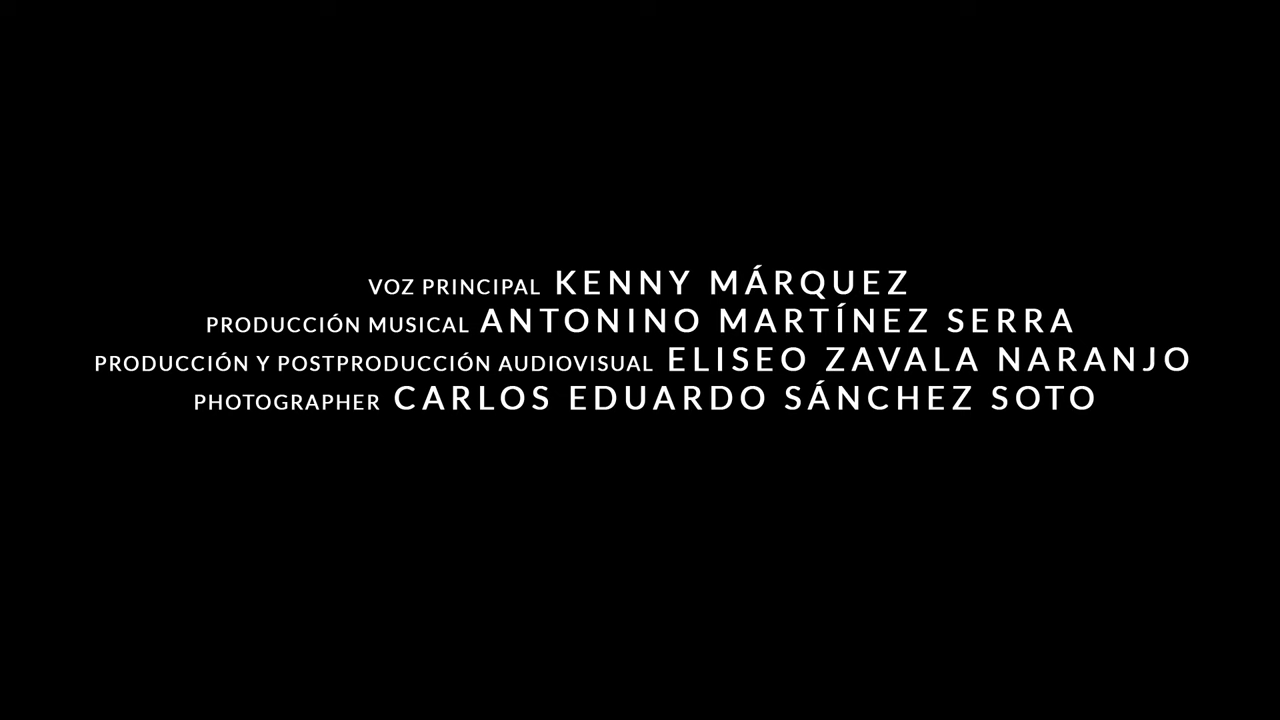 VOZ PRINCIPAL KENNY MÁRQUEZ
PRODUCCIÓN MUSICAL ANTONINO MARTÍNEZ SERRA
PRODUCCIÓN Y POSTPRODUCCIÓN AUDIOVISUAL ELISEO ZAVALA NARANJO
PHOTOGRAPHER CARLOS EDUARDO SÁNCHEZ SOTO